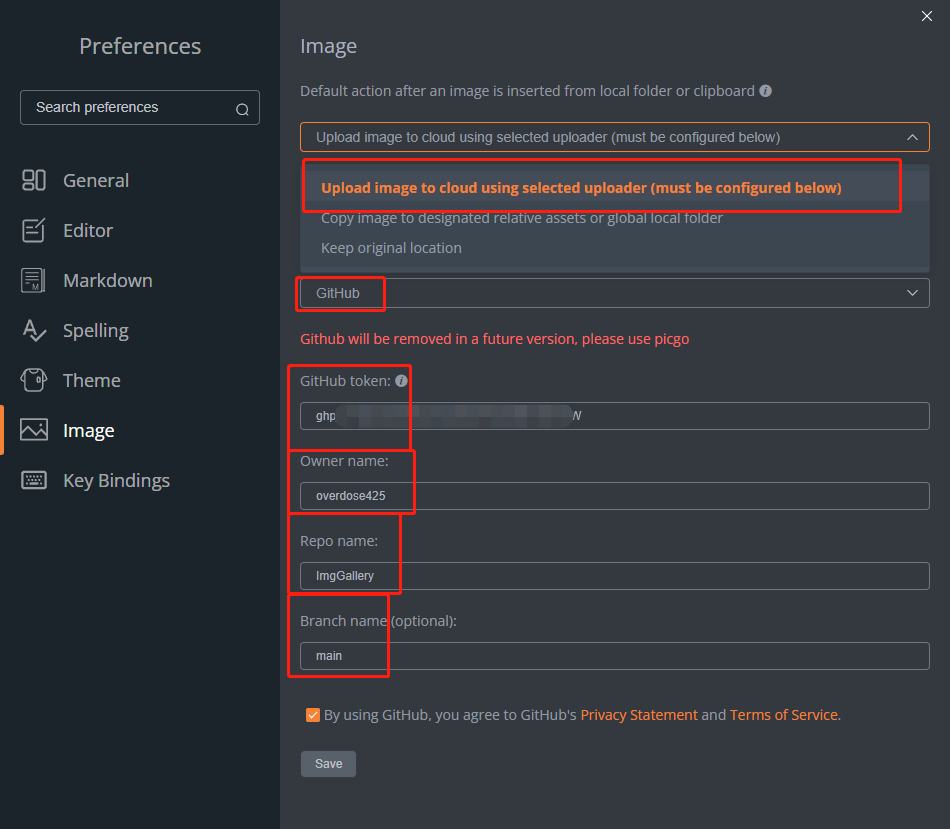 Preferences
Search preferences
General
Editor
Markdown
Spelling
Theme
Image
Key Bindings
Image
Default action after an image is inserted from local folder or clipboard
Upload image to cloud using selected uploader (must be configured below)
Upload image to cloud using selected uploader (must be configured below)
Copy image to designated relative assets or global local folder
Keep original location
GitHub
Github will be removed in a future version, please use picgo
GitHub token:
ghp W
Owner name:
overdose425
Repo name:
ImgGallery
Branch name (optional):
main
By using GitHub, you agree to GitHub's Privacy Statement and Terms of Service.
Save